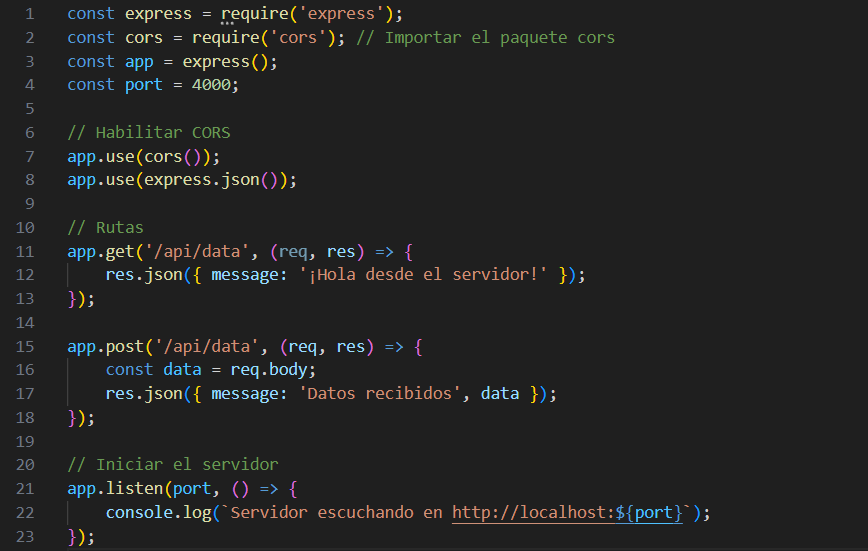 1 const express = require('express');
2 const cors = require('cors'); // Importar el paquete cors
3 const app = express();
4 const port = 4000;
5
6 // Habilitar CORS
7 app.use(cors());
8 app.use(express.json());
9
10 // Rutas
11 app.get('/api/data', (req, res) => {
12     res.json({ message: '¡Hola desde el servidor!' });
13 });
14
15 app.post('/api/data', (req, res) => {
16     const data = req.body;
17     res.json({ message: 'Datos recibidos', data });
18 });
19
20 // Iniciar el servidor
21 app.listen(port, () => {
22     console.log(`Servidor escuchando en http://localhost:${port}`);
23 });